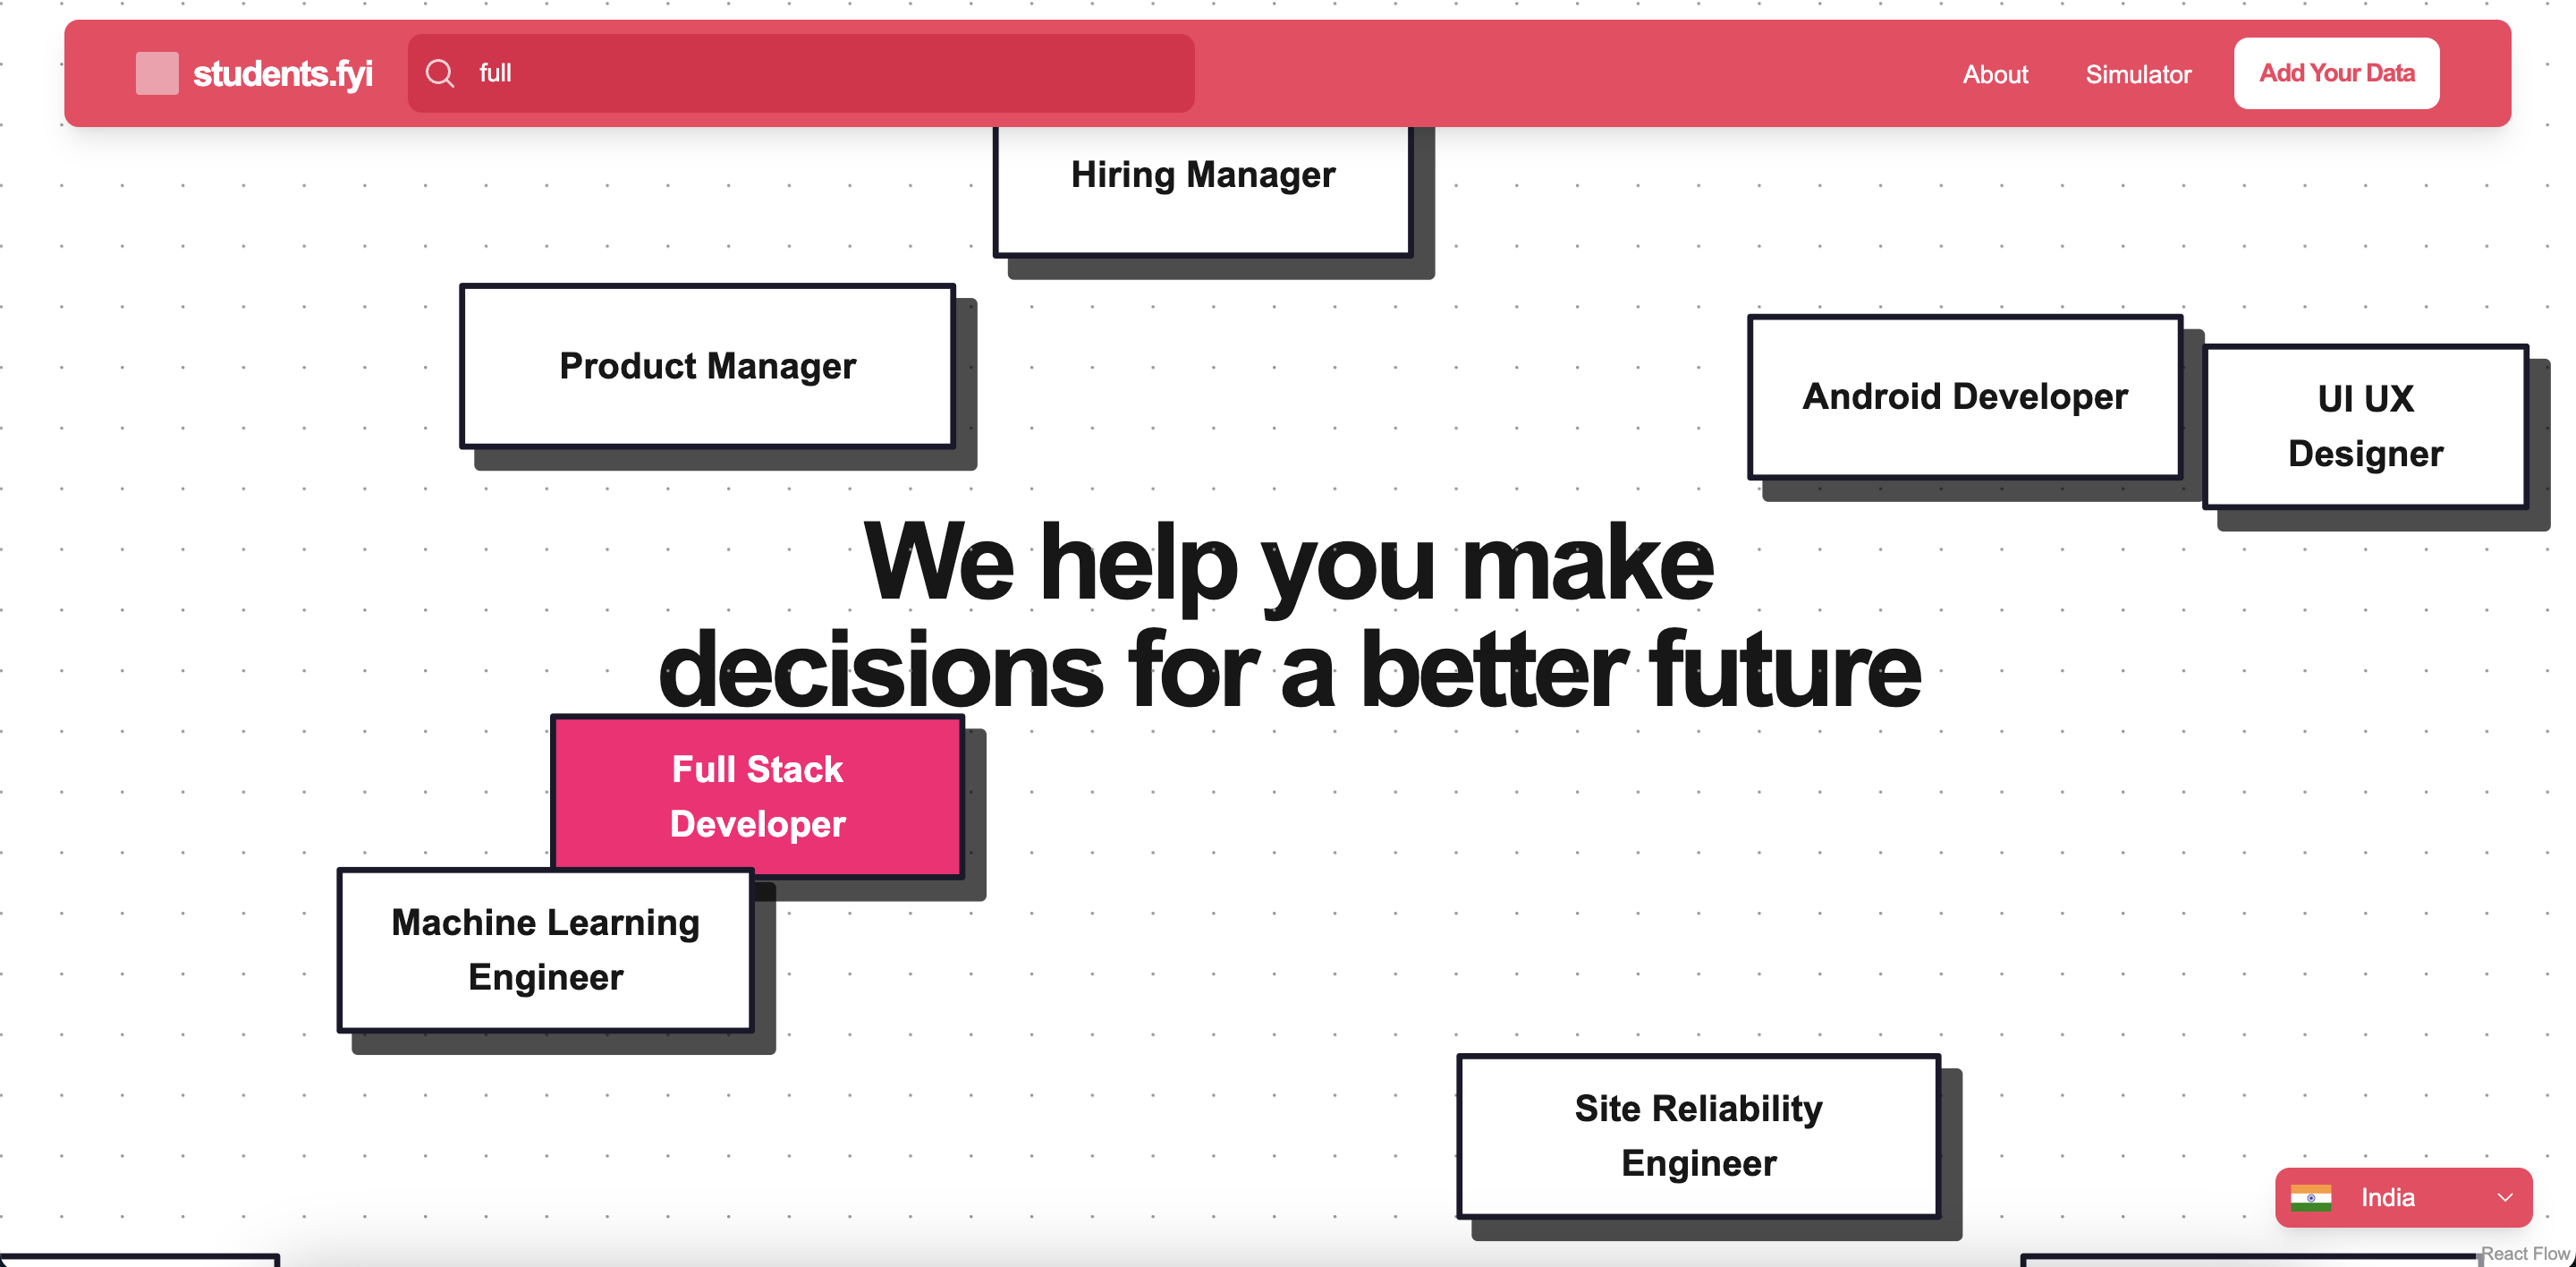 students.fyi
full
About
Simulator
Add Your Data
Hiring Manager
Product Manager
Android Developer
UI UX
Designer
We help you make
decisions for a better future
Full Stack
Developer
Machine Learning
Engineer
Site Reliability
Engineer
India
React Flow